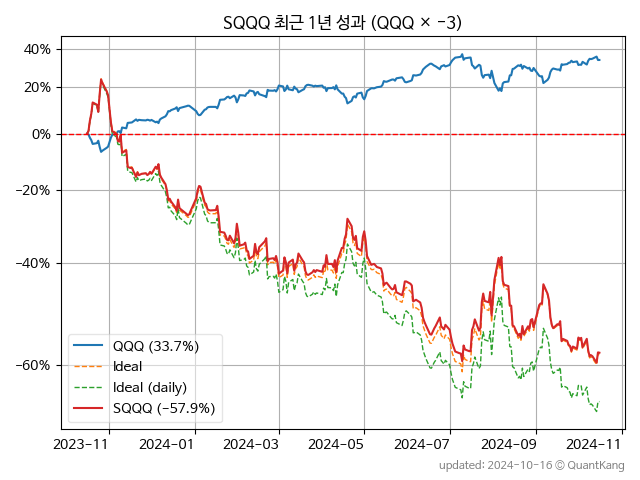 SQQQ 최근 1년 성과 (QQQ × −3)
40%
20%
0%
−20%
−40%
−60%
QQQ (33.7%)
Ideal
Ideal (daily)
SQQQ (−57.9%)
2023−11
2024−01
2024−03
2024−05
2024−07
2024−09
2024−11
updated: 2024-10-16 © QuantKang